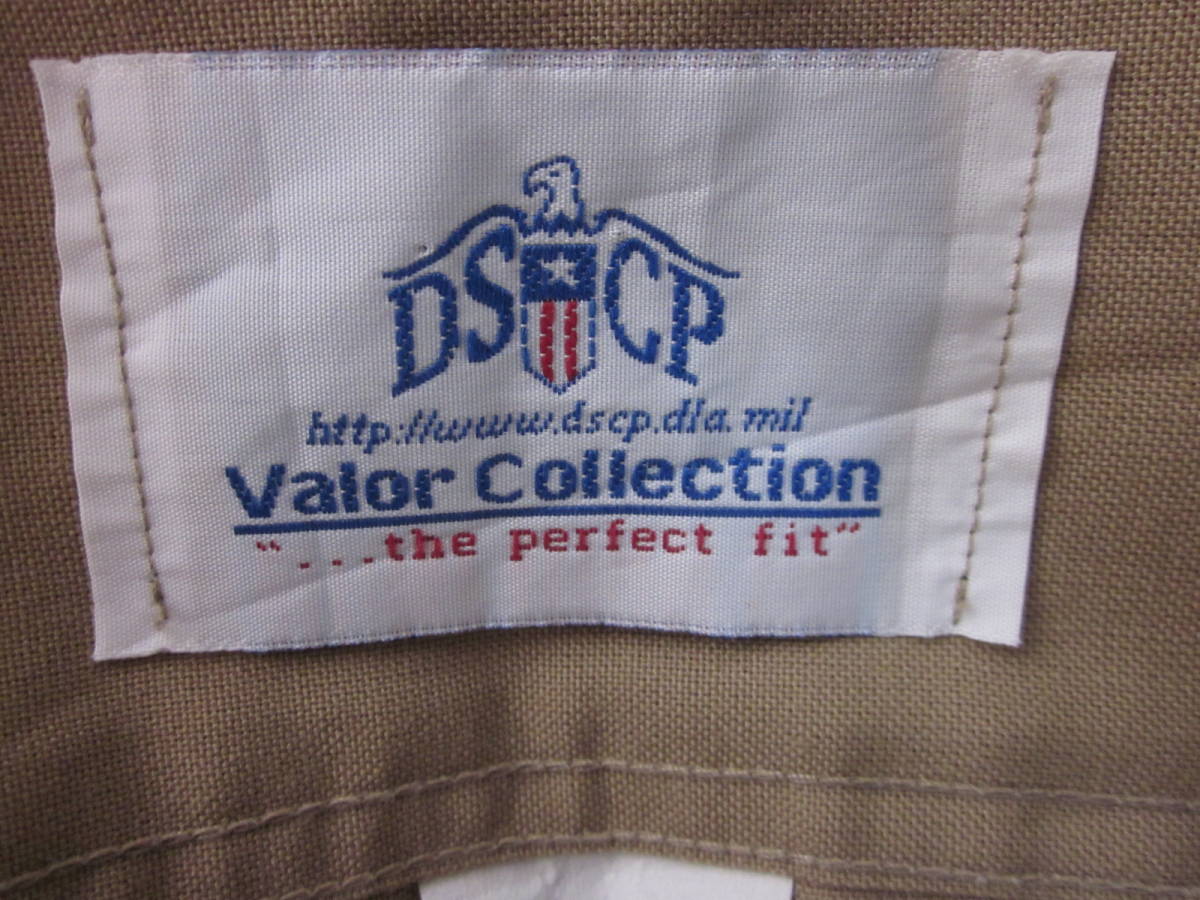 DSCP
http://www.dscp.dla.mil
Valor Collection
"...the perfect fit"